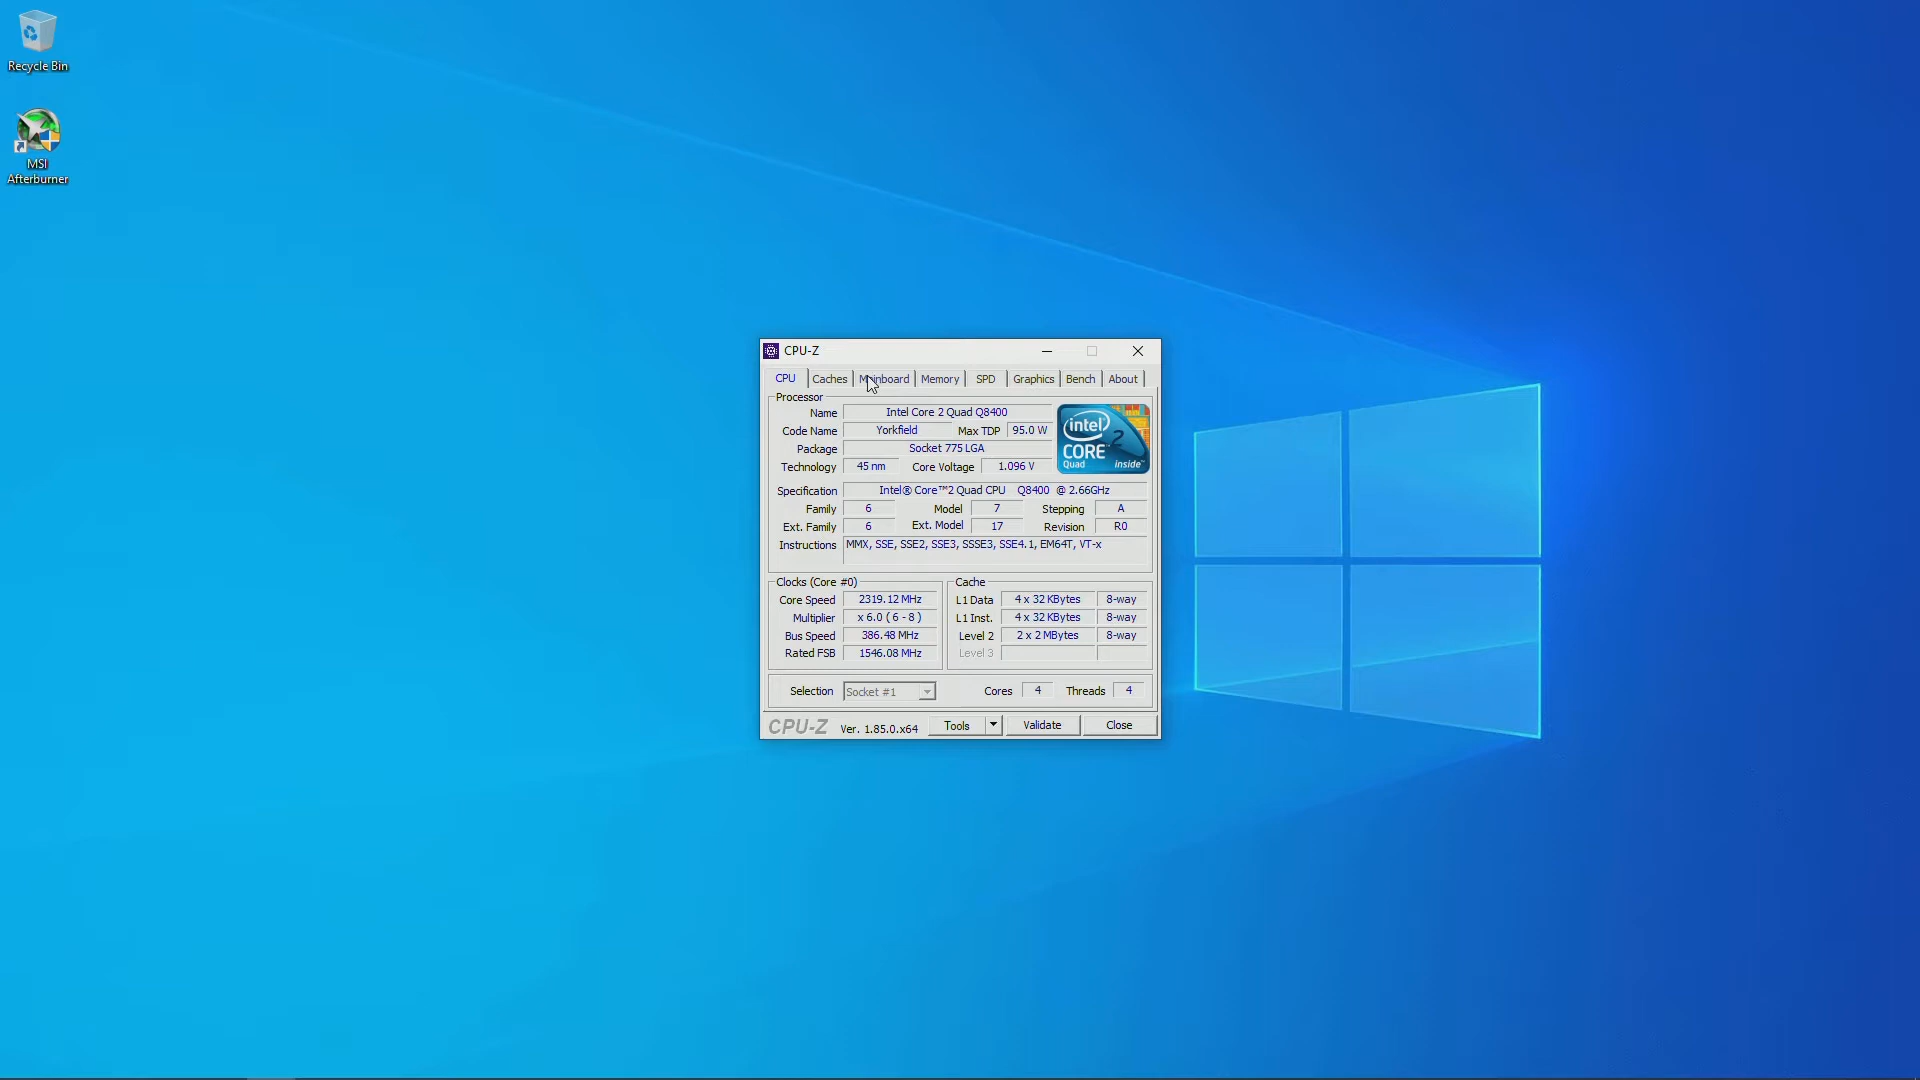 Recycle Bin
MSI
Afterburner
CPU-Z
CPU Caches Mainboard Memory SPD Graphics Bench About
Processor
Name Intel Core 2 Quad Q8400
Code Name Yorkfield Max TDP 95.0 W
Package Socket 775 LGA
Technology 45 nm Core Voltage 1.096 V
intel
CORE 2
Quad inside™
Specification Intel® Core™2 Quad CPU Q8400 @ 2.66GHz
Family 6 Model 7 Stepping A
Ext. Family 6 Ext. Model 17 Revision R0
Instructions MMX, SSE, SSE2, SSE3, SSSE3, SSE4.1, EM64T, VT-x
Clocks (Core #0)
Core Speed 2319.12 MHz
Multiplier x 6.0 ( 6 - 8 )
Bus Speed 386.48 MHz
Rated FSB 1546.08 MHz
Cache
L1 Data 4 x 32 KBytes 8-way
L1 Inst. 4 x 32 KBytes 8-way
Level 2 2 x 2 MBytes 8-way
Level 3
Selection Socket #1 Cores 4 Threads 4
CPU-Z Ver. 1.85.0.x64 Tools Validate Close